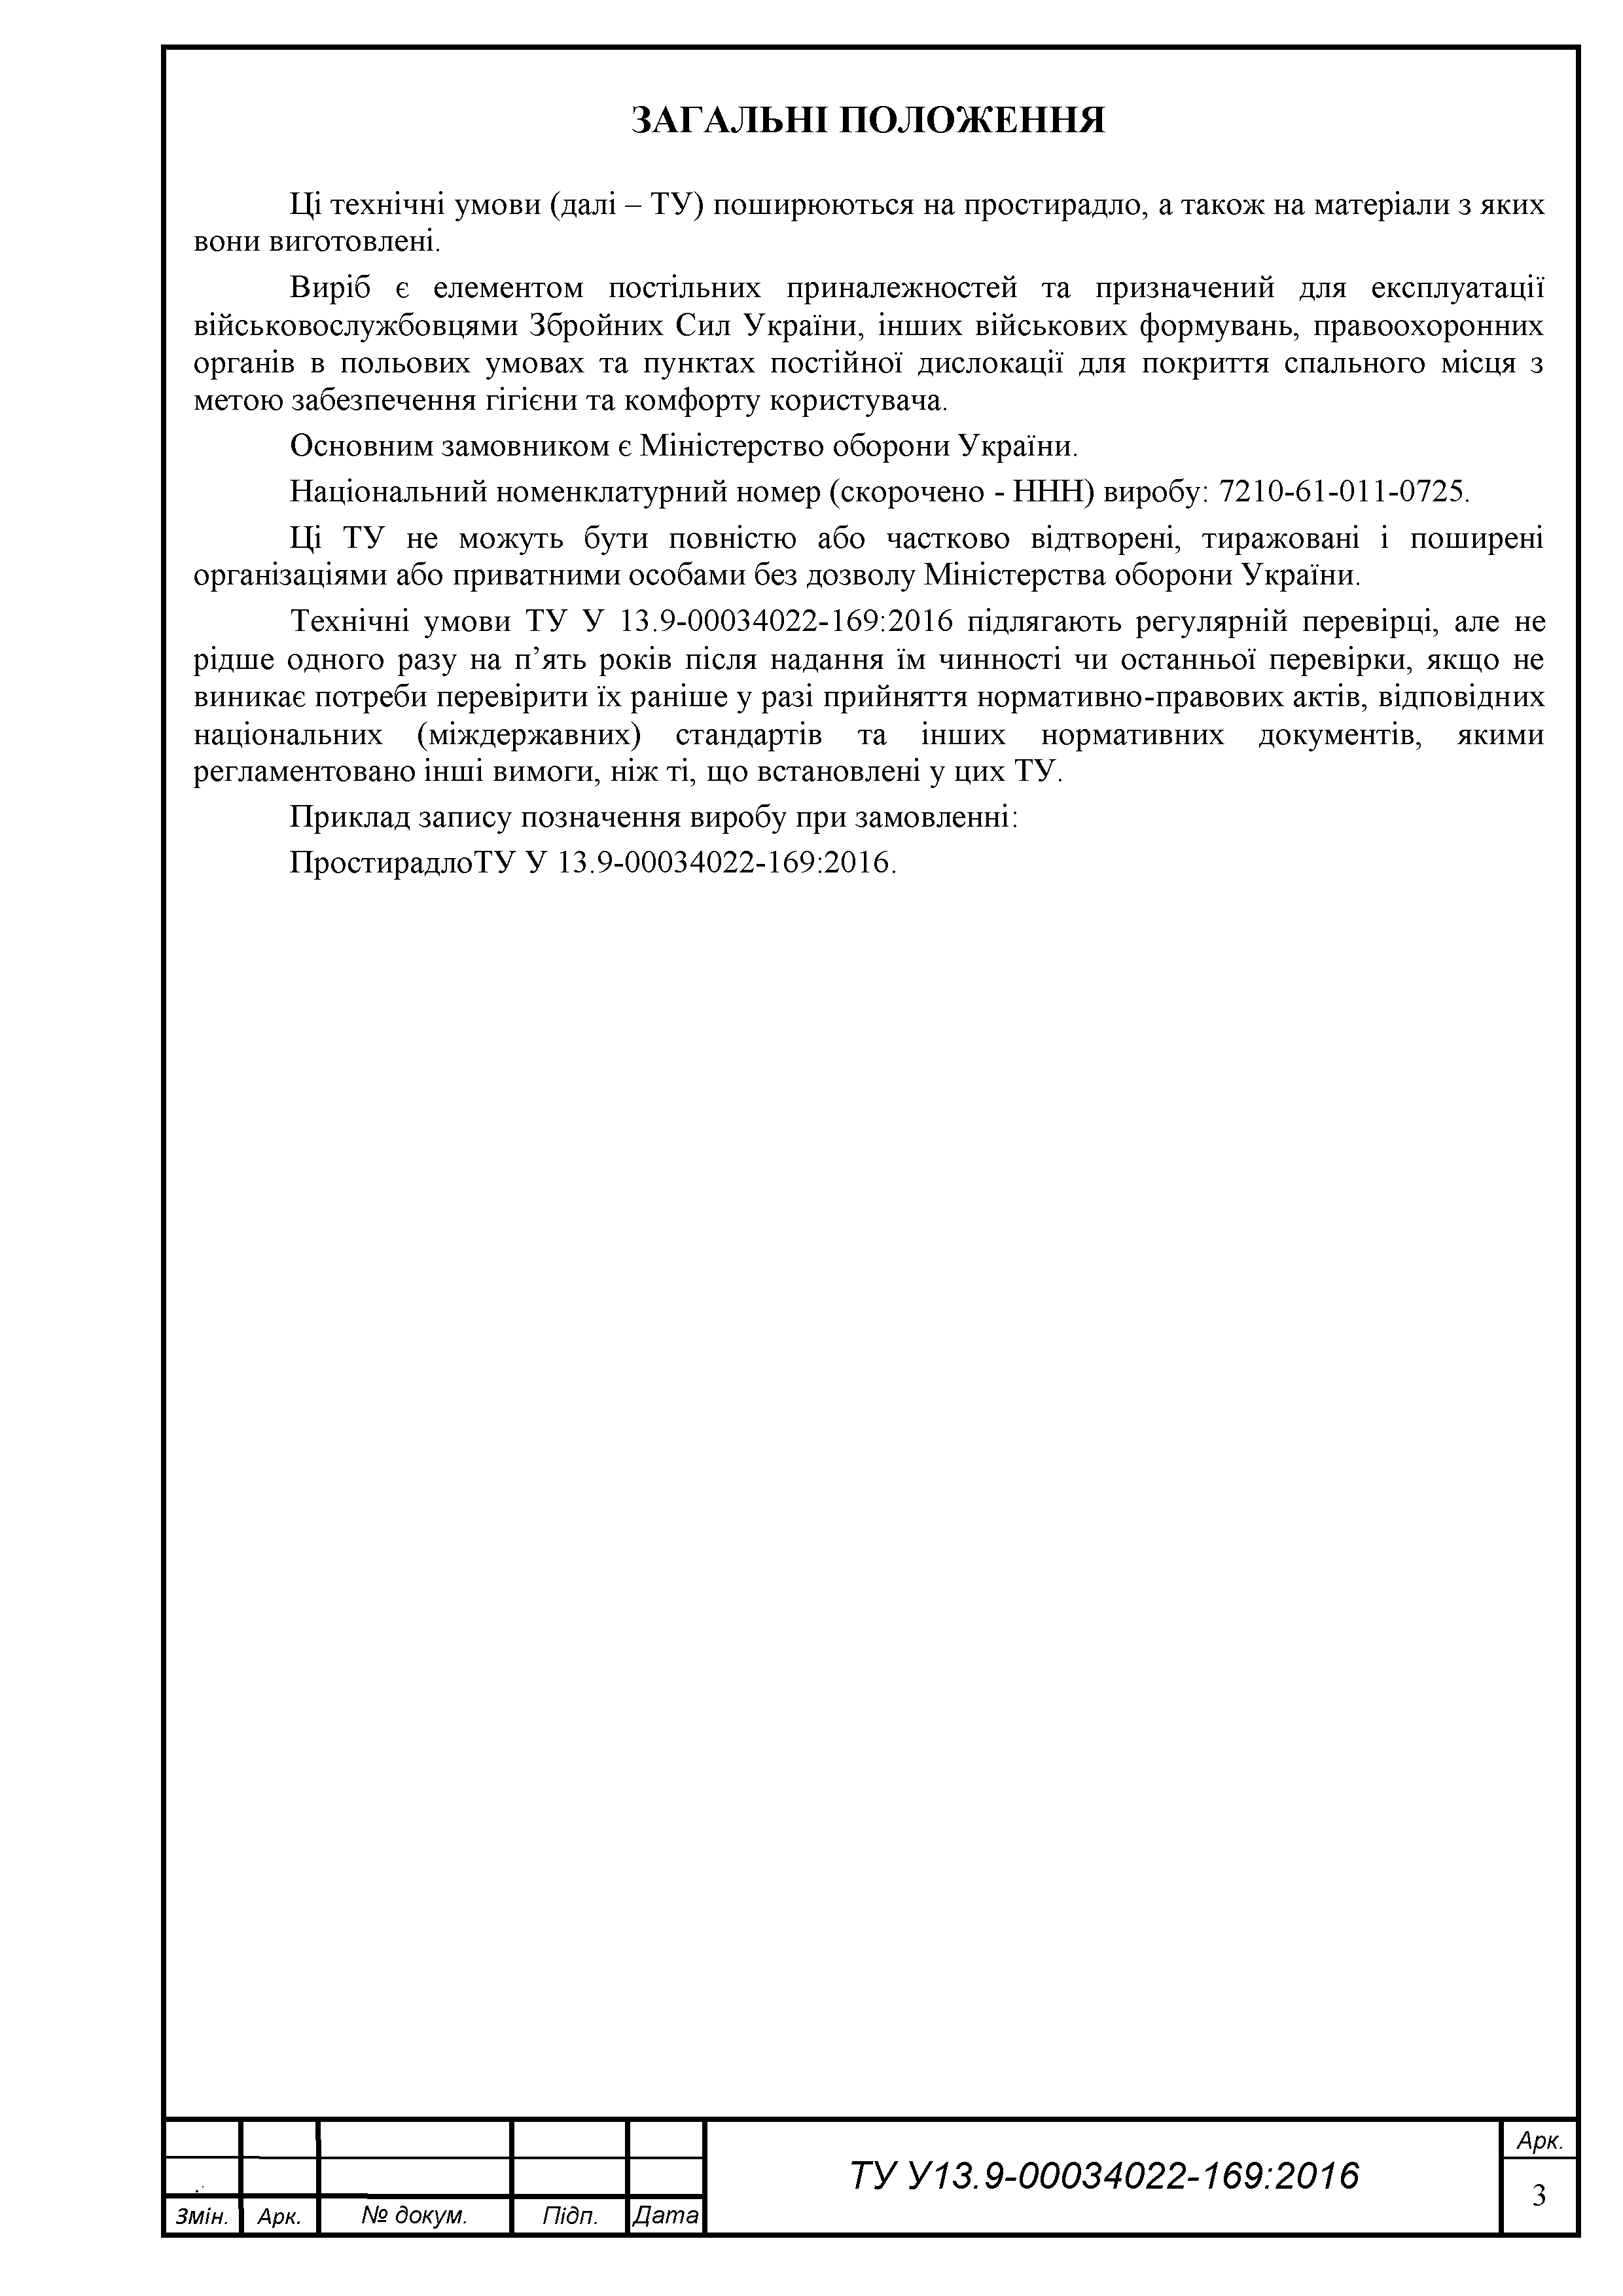 ЗАГАЛЬНІ ПОЛОЖЕННЯ
Ці технічні умови (далі – ТУ) поширюються на простирадло, а також на матеріали з яких
вони виготовлені.
Виріб є елементом постільних приналежностей та призначений для експлуатації
військовослужбовцями Збройних Сил України, інших військових формувань, правоохоронних
органів в польових умовах та пунктах постійної дислокації для покриття спального місця з
метою забезпечення гігієни та комфорту користувача.
Основним замовником є Міністерство оборони України.
Національний номенклатурний номер (скорочено - ННН) виробу: 7210-61-011-0725.
Ці ТУ не можуть бути повністю або частково відтворені, тиражовані і поширені
організаціями або приватними особами без дозволу Міністерства оборони України.
Технічні умови ТУ У 13.9-00034022-169:2016 підлягають регулярній перевірці, але не
рідше одного разу на п’ять років після надання їм чинності чи останньої перевірки, якщо не
виникає потреби перевірити їх раніше у разі прийняття нормативно-правових актів, відповідних
національних (міждержавних) стандартів та інших нормативних документів, якими
регламентовано інші вимоги, ніж ті, що встановлені у цих ТУ.
Приклад запису позначення виробу при замовленні:
ПростирадлоТУ У 13.9-00034022-169:2016.
Змін. Арк. № докум. Підп. Дата
ТУ У13.9-00034022-169:2016
Арк.
3